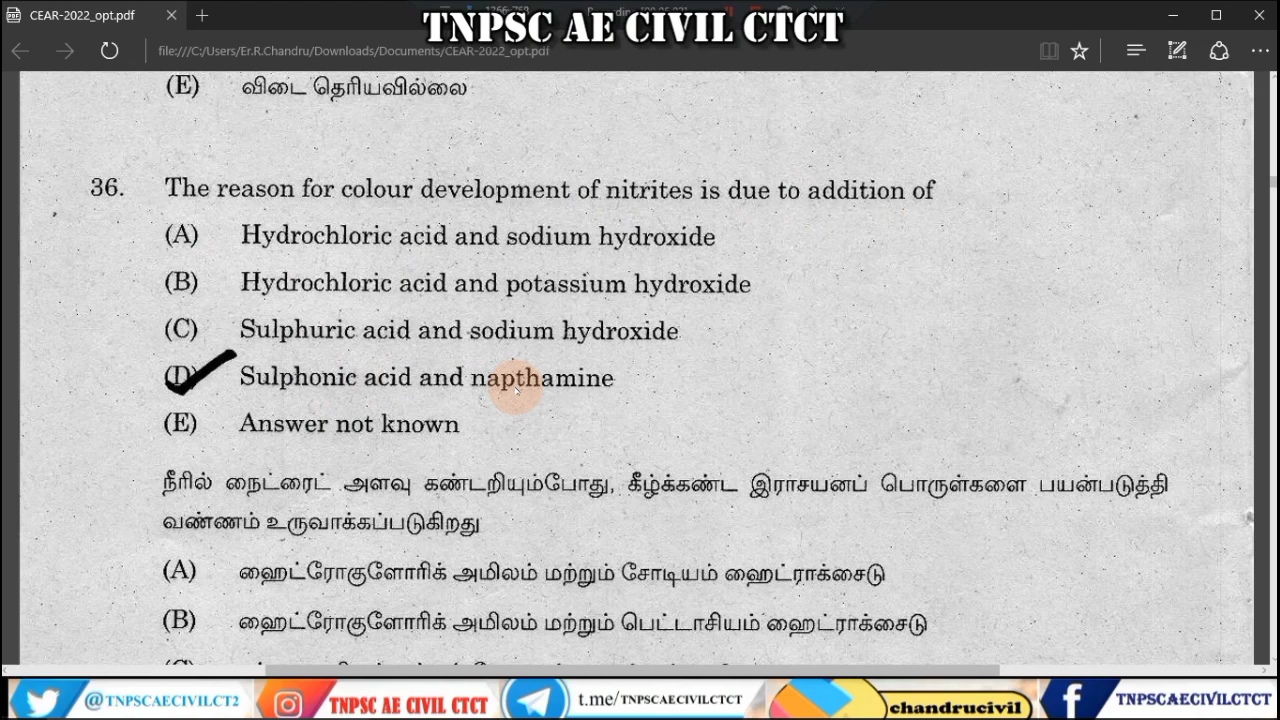 CEAR-2022_opt.pdf
TNPSC AE CIVIL CTCT
file:///C:/Users/Er.R.Chandru/Downloads/Documents/CEAR-2022_opt.pdf
(E) விடை தெரியவில்லை
36. The reason for colour development of nitrites is due to addition of
(A) Hydrochloric acid and sodium hydroxide
(B) Hydrochloric acid and potassium hydroxide
(C) Sulphuric acid and sodium hydroxide
(D) Sulphonic acid and napthamine
(E) Answer not known
நீரில் நைட்ரைட் அளவு கண்டறியும்போது, கீழ்க்கண்ட இராசயனப் பொருள்களை பயன்படுத்தி
வண்ணம் உருவாக்கப்படுகிறது
(A) ஹைட்ரோகுளோரிக் அமிலம் மற்றும் சோடியம் ஹைட்ராக்சைடு
(B) ஹைட்ரோகுளோரிக் அமிலம் மற்றும் பெட்டாசியம் ஹைட்ராக்சைடு
@TNPSCAECIVILCT2 TNPSC AE CIVIL CTCT t.me/TNPSCAECIVILCTCT chandrucivil TNPSCAECIVILCTCT